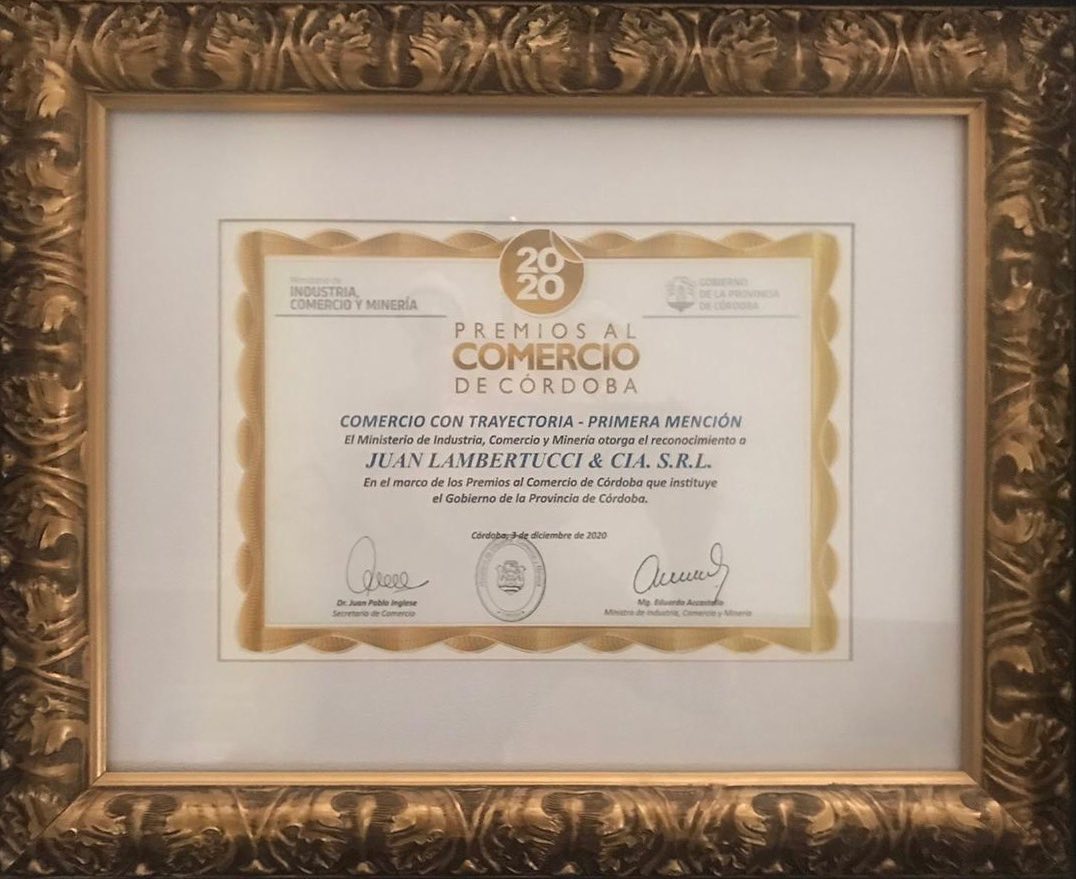 2020
Ministerio de
INDUSTRIA,
COMERCIO Y MINERÍA
GOBIERNO
DE LA PROVINCIA
DE CÓRDOBA
PREMIOS AL
COMERCIO
DE CÓRDOBA
COMERCIO CON TRAYECTORIA - PRIMERA MENCIÓN
El Ministerio de Industria, Comercio y Minería otorga el reconocimiento a
JUAN LAMBERTUCCI & CIA. S.R.L.
En el marco de los Premios al Comercio de Córdoba que instituye
el Gobierno de la Provincia de Córdoba.
Córdoba, 3 de diciembre de 2020
Dr. Juan Pablo Inglese
Secretario de Comercio
Mg. Eduardo Accastello
Ministro de Industria, Comercio y Minería